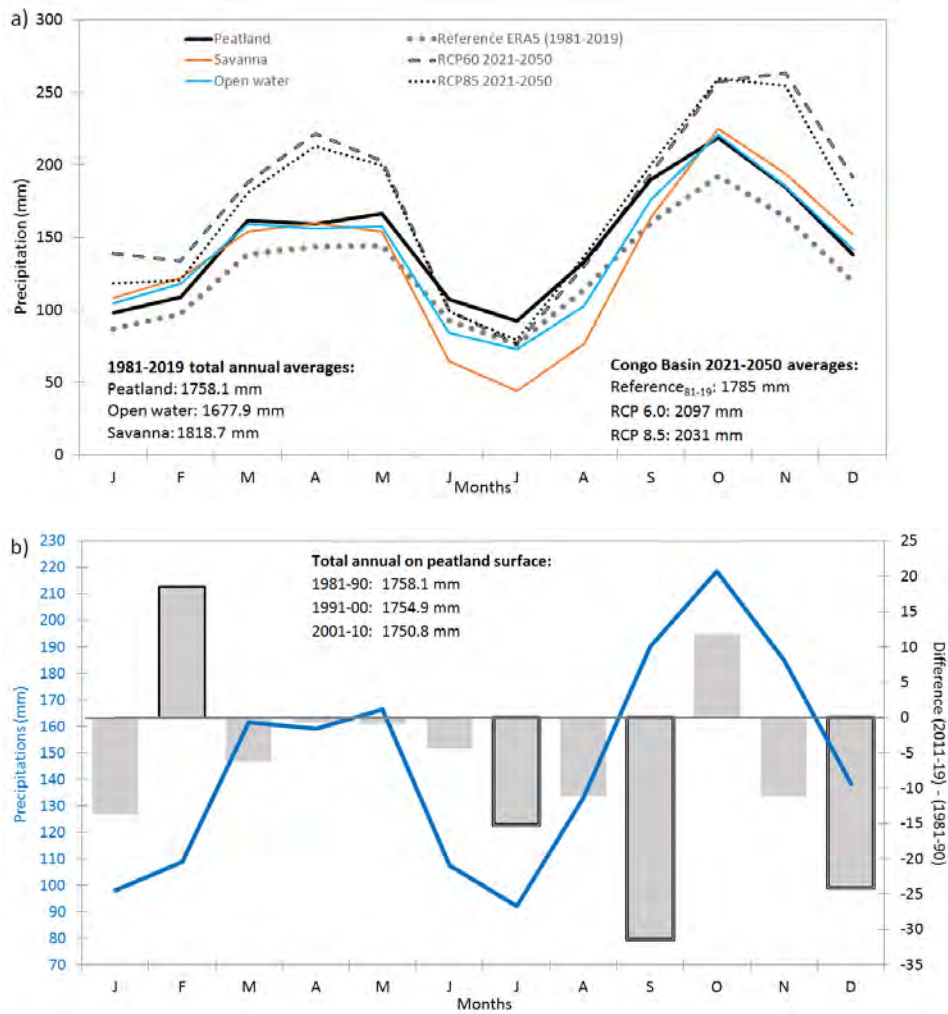 a)
300
250
200
150
100
50
0
Precipitation (mm)
Peatland
Savanna
Open water
Reference ERA5 (1981-2019)
RCP60 2021-2050
RCP85 2021-2050
1981-2019 total annual averages:
Peatland: 1758.1 mm
Open water: 1677.9 mm
Savanna: 1818.7 mm
Congo Basin 2021-2050 averages:
Reference81-19: 1785 mm
RCP 6.0: 2097 mm
RCP 8.5: 2031 mm
J F M A M J J A S O N D
Months
b)
230
220
210
200
190
180
170
160
150
140
130
120
110
100
90
80
70
Precipitations (mm)
Total annual on peatland surface:
1981-90: 1758.1 mm
1991-00: 1754.9 mm
2001-10: 1750.8 mm
25
20
15
10
5
0
-5
-10
-15
-20
-25
-30
-35
Difference (2011-19) - (1981-90)
J F M A M J J A S O N D
Months